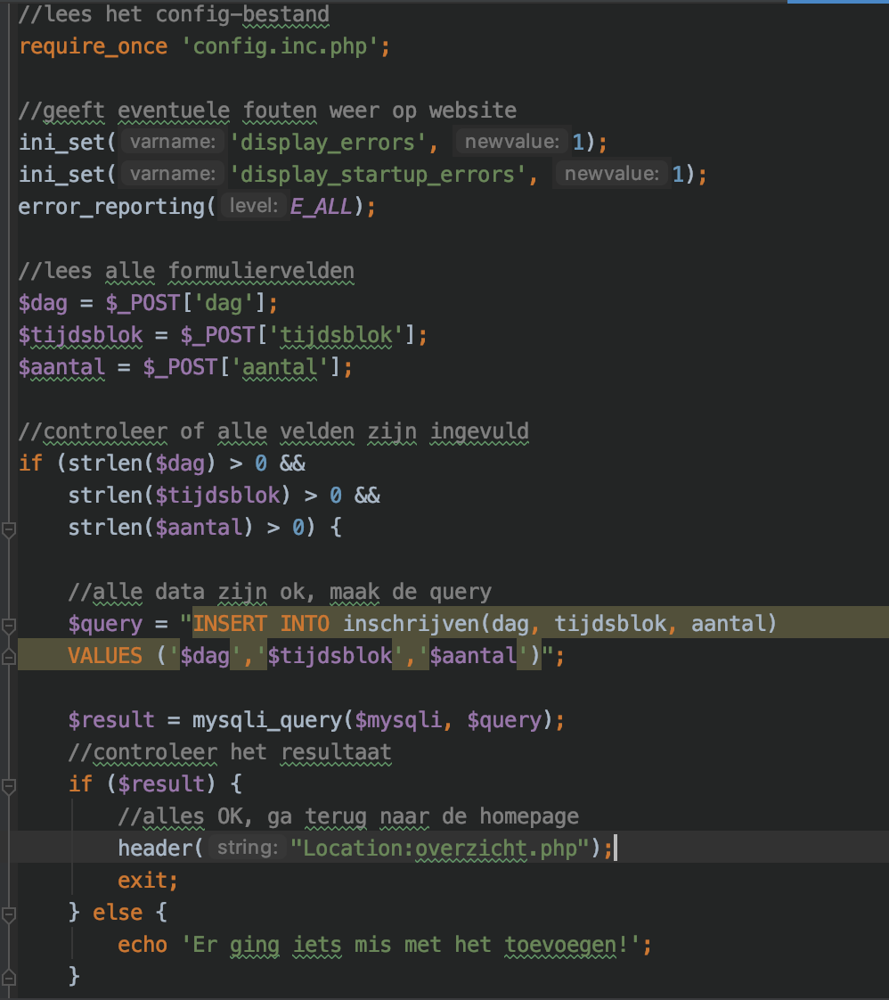 //lees het config-bestand
require_once 'config.inc.php';
//geeft eventuele fouten weer op website
ini_set( varname: 'display_errors', newvalue: 1);
ini_set( varname: 'display_startup_errors', newvalue: 1);
error_reporting( level: E_ALL);
//lees alle formuliervelden
$dag = $_POST['dag'];
$tijdsblok = $_POST['tijdsblok'];
$aantal = $_POST['aantal'];
//controleer of alle velden zijn ingevuld
if (strlen($dag) > 0 &&
    strlen($tijdsblok) > 0 &&
    strlen($aantal) > 0) {
    //alle data zijn ok, maak de query
    $query = "INSERT INTO inschrijven(dag, tijdsblok, aantal)
    VALUES ('$dag','$tijdsblok','$aantal')";
    $result = mysqli_query($mysqli, $query);
    //controleer het resultaat
    if ($result) {
        //alles OK, ga terug naar de homepage
        header( string: "Location:overzicht.php");
        exit;
    } else {
        echo 'Er ging iets mis met het toevoegen!';
    }